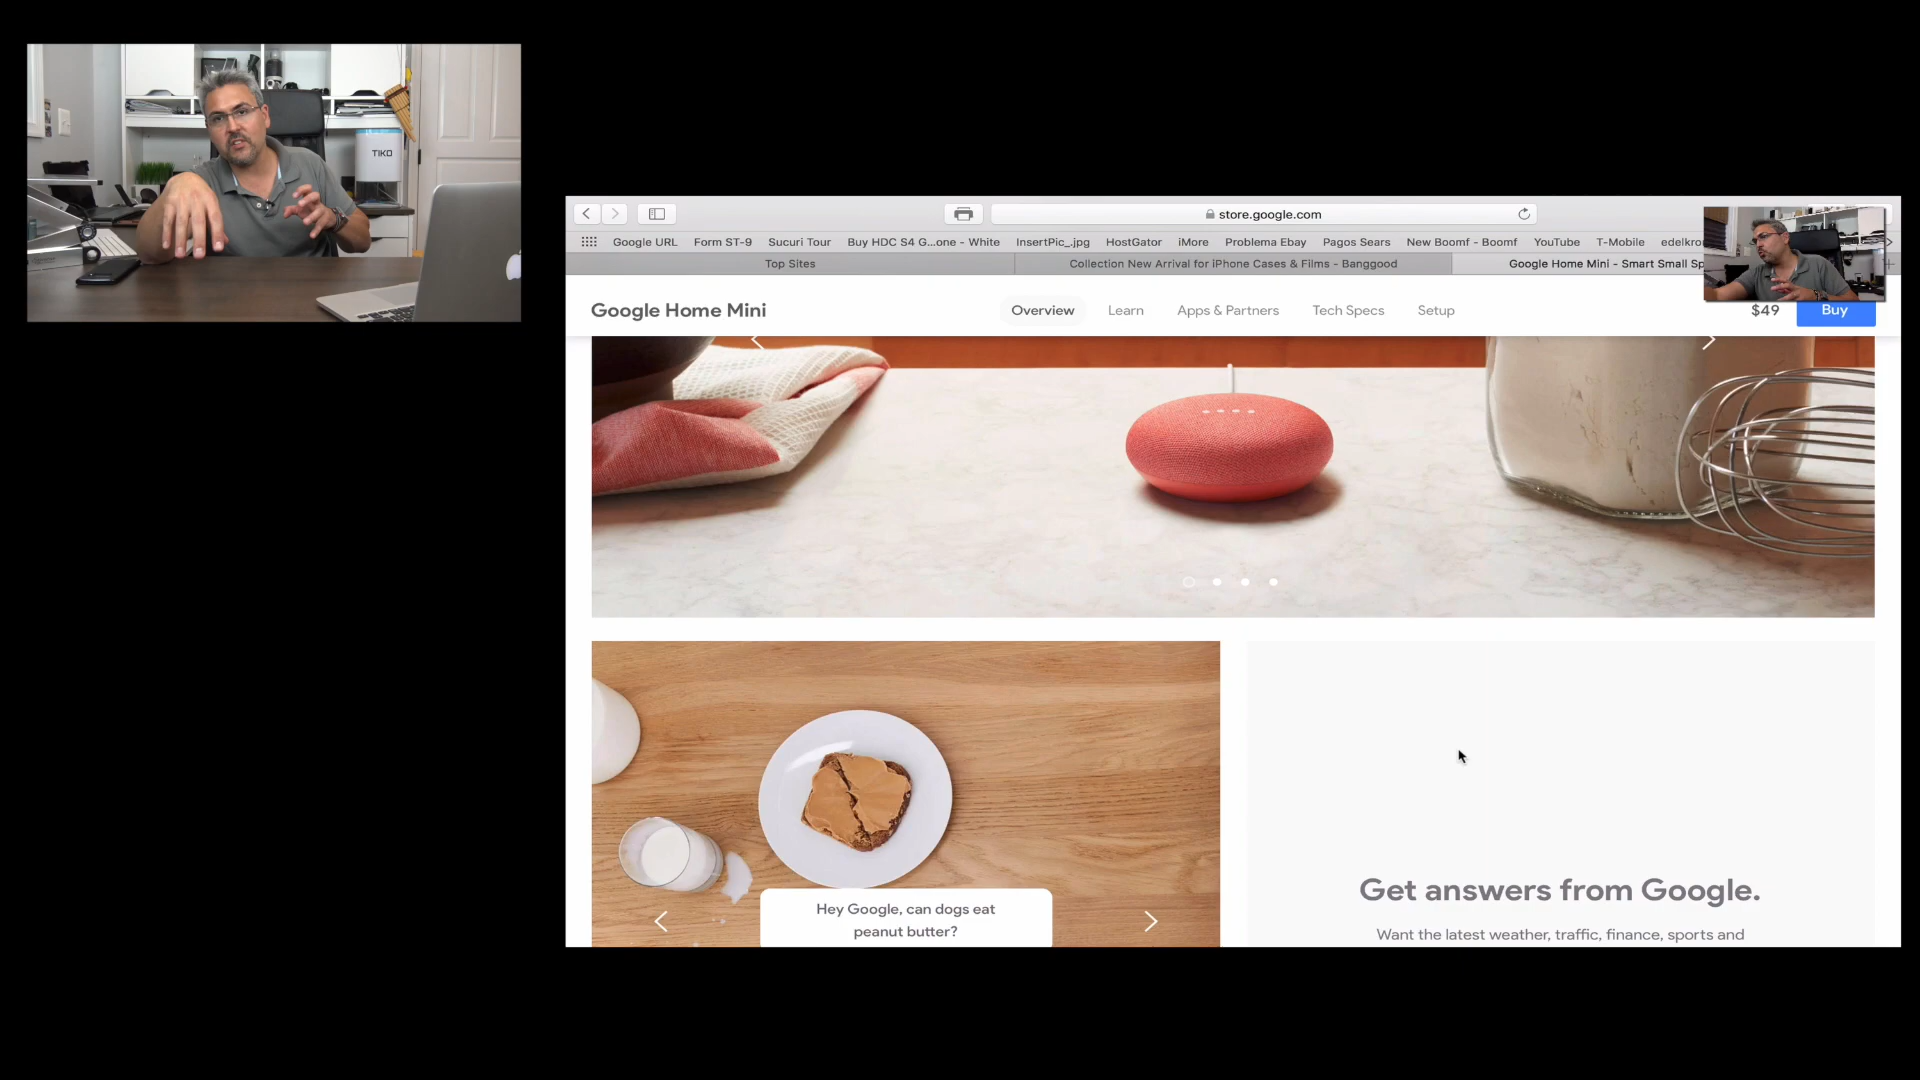 TIKO
store.google.com
Google URL Form ST-9 Sucuri Tour Buy HDC S4 G...one - White InsertPic_.jpg HostGator iMore Problema Ebay Pagos Sears New Boomf - Boomf YouTube T-Mobile edelkro
Top Sites Collection New Arrival for iPhone Cases & Films - Banggood Google Home Mini - Smart Small Sp
Google Home Mini Overview Learn Apps & Partners Tech Specs Setup $49 Buy
Hey Google, can dogs eat
peanut butter?
Get answers from Google.
Want the latest weather, traffic, finance, sports and